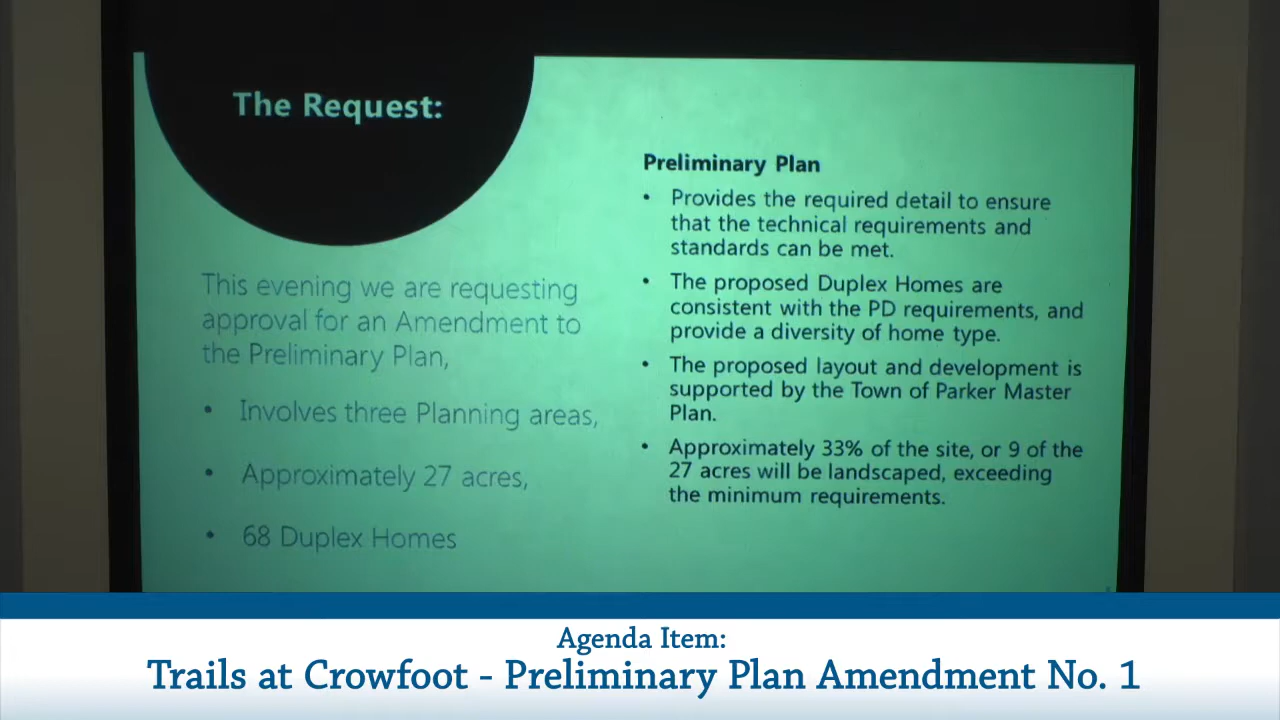 The Request:
This evening we are requesting
approval for an Amendment to
the Preliminary Plan,
• Involves three Planning areas,
• Approximately 27 acres,
• 68 Duplex Homes
Preliminary Plan
• Provides the required detail to ensure
that the technical requirements and
standards can be met.
• The proposed Duplex Homes are
consistent with the PD requirements, and
provide a diversity of home type.
• The proposed layout and development is
supported by the Town of Parker Master
Plan.
• Approximately 33% of the site, or 9 of the
27 acres will be landscaped, exceeding
the minimum requirements.
Agenda Item:
Trails at Crowfoot - Preliminary Plan Amendment No. 1